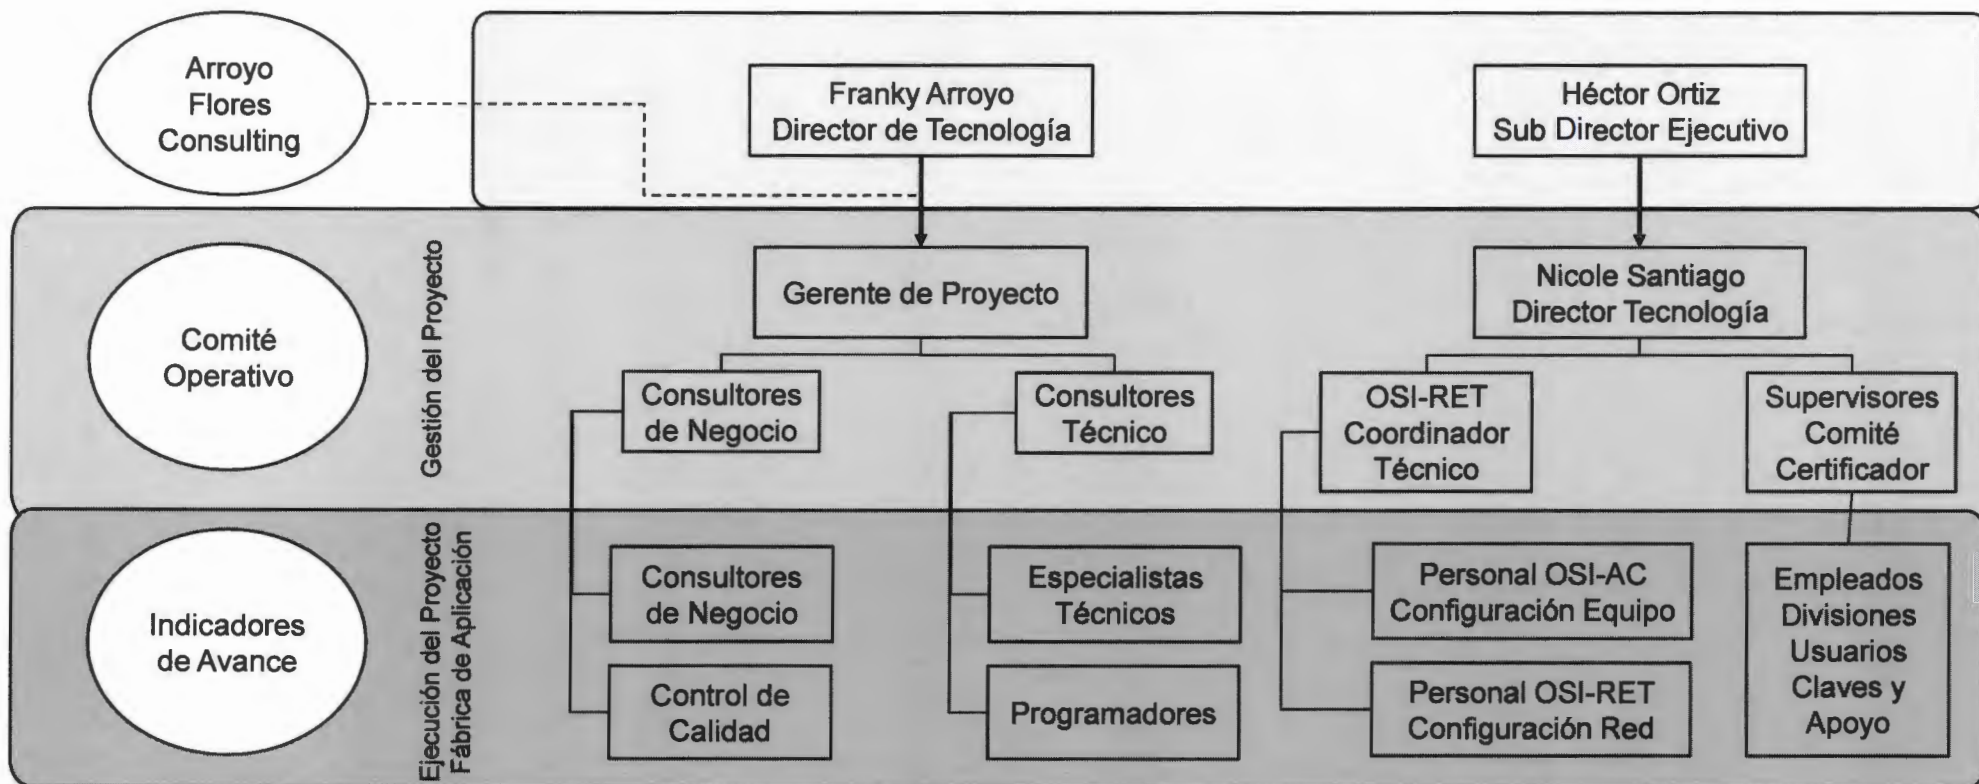 Arroyo
Flores
Consulting
Franky Arroyo
Director de Tecnología
Héctor Ortiz
Sub Director Ejecutivo
Comité
Operativo
Gestión del Proyecto
Gerente de Proyecto
Nicole Santiago
Director Tecnología
Consultores
de Negocio
Consultores
Técnico
OSI-RET
Coordinador
Técnico
Supervisores
Comité
Certificador
Indicadores
de Avance
Ejecución del Proyecto
Fábrica de Aplicación
Consultores
de Negocio
Especialistas
Técnicos
Personal OSI-AC
Configuración Equipo
Empleados
Divisiones
Usuarios
Claves y
Apoyo
Control de
Calidad
Programadores
Personal OSI-RET
Configuración Red